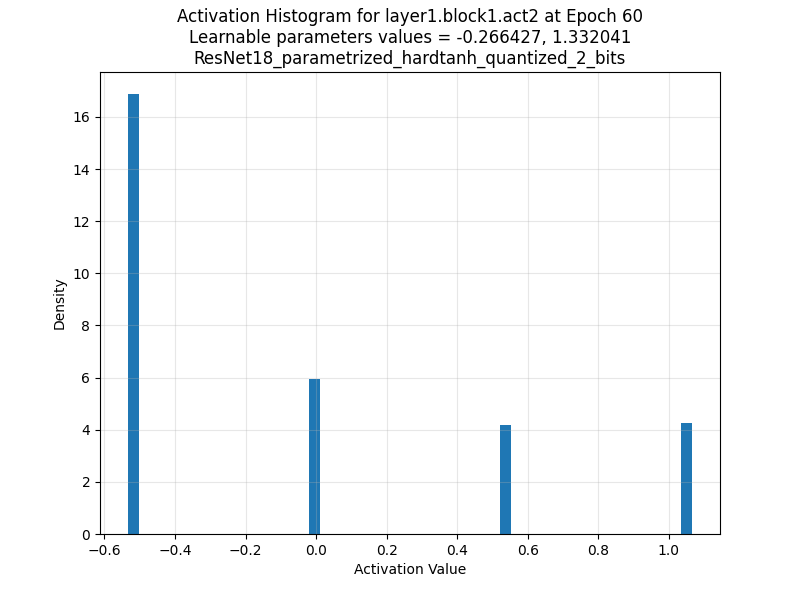 Activation Histogram for layer1.block1.act2 at Epoch 60
Learnable parameters values = -0.266427, 1.332041
ResNet18_parametrized_hardtanh_quantized_2_bits
16
14
12
10
8
6
4
2
0
Density
−0.6 −0.4 −0.2 0.0 0.2 0.4 0.6 0.8 1.0
Activation Value